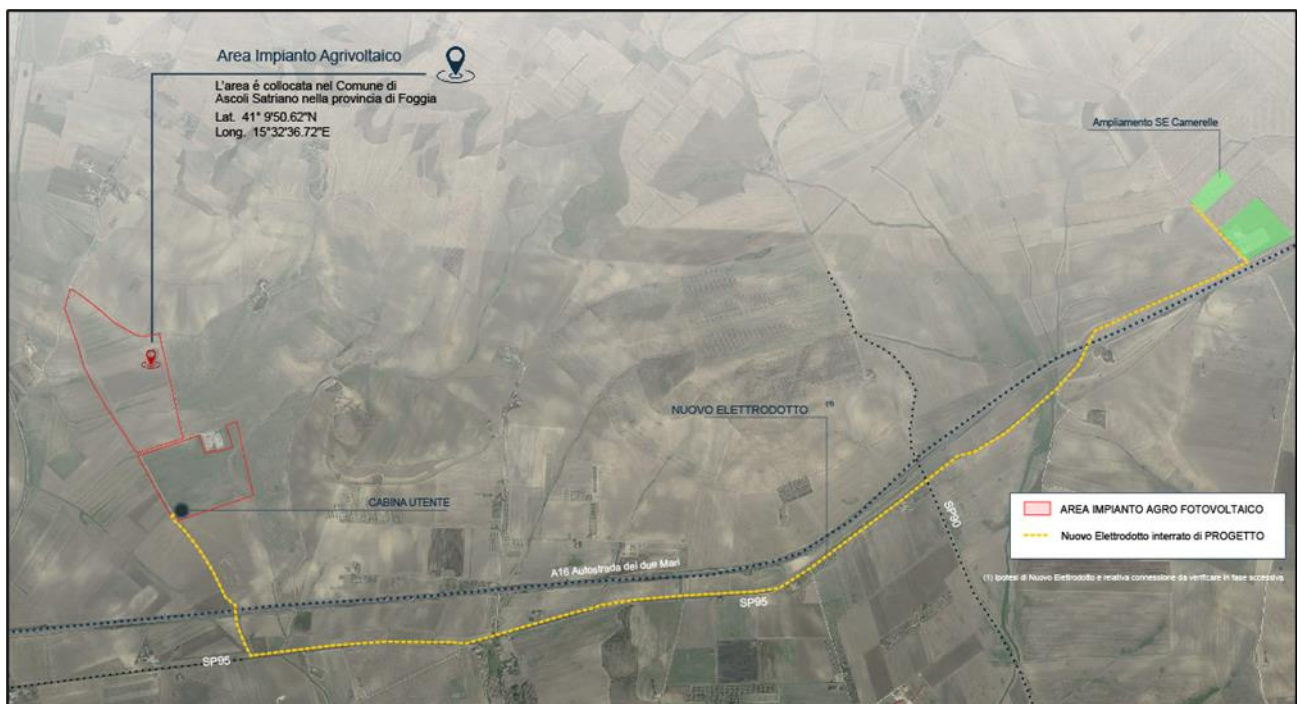 Area Impianto Agrivoltaico
L'area é collocata nel Comune di
Ascoli Satriano nella provincia di Foggia
Lat. 41° 9'50.62"N
Long. 15°32'36.72"E
Ampliamento SE Camerelle
NUOVO ELETTRODOTTO (1)
CABINA UTENTE
SP90
A16 Autostrada dei due Mari
SP95
SP95
AREA IMPIANTO AGRO FOTOVOLTAICO
Nuovo Elettrodotto interrato di PROGETTO
(1) Ipotesi di Nuovo Elettrodotto e relativa connessione da verificare in fase successiva